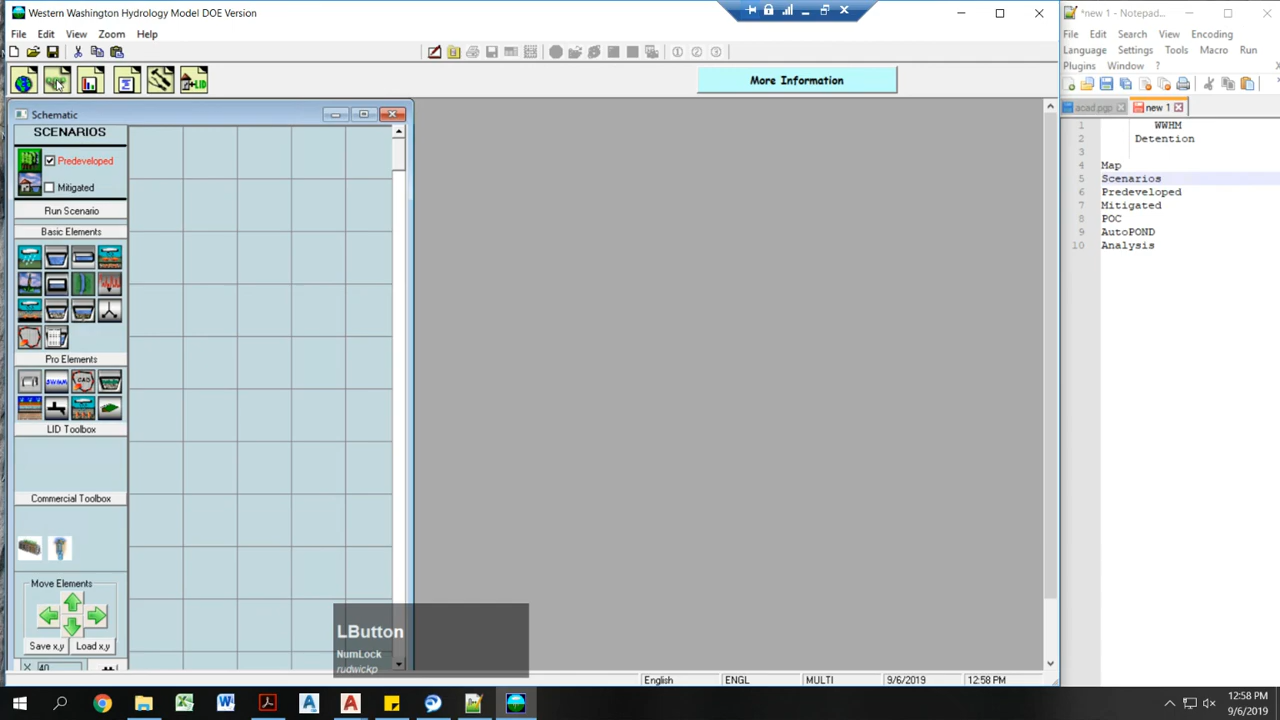 Western Washington Hydrology Model DOE Version
File Edit View Zoom Help
More Information
Schematic
SCENARIOS
Predeveloped
Mitigated
Run Scenario
Basic Elements
Pro Elements
SWMM
CAD
LID Toolbox
Commercial Toolbox
Move Elements
Save x,y Load x,y
X 40
LButton
NumLock
rudwickp
English ENGL MULTI 9/6/2019 12:58 PM
*new 1 - Notepad...
File Edit Search View Encoding
Language Settings Tools Macro Run
Plugins Window ?
acad.pgp new 1
1 WWHM
2 Detention
3
4 Map
5 Scenarios
6 Predeveloped
7 Mitigated
8 POC
9 AutoPOND
10 Analysis
12:58 PM
9/6/2019